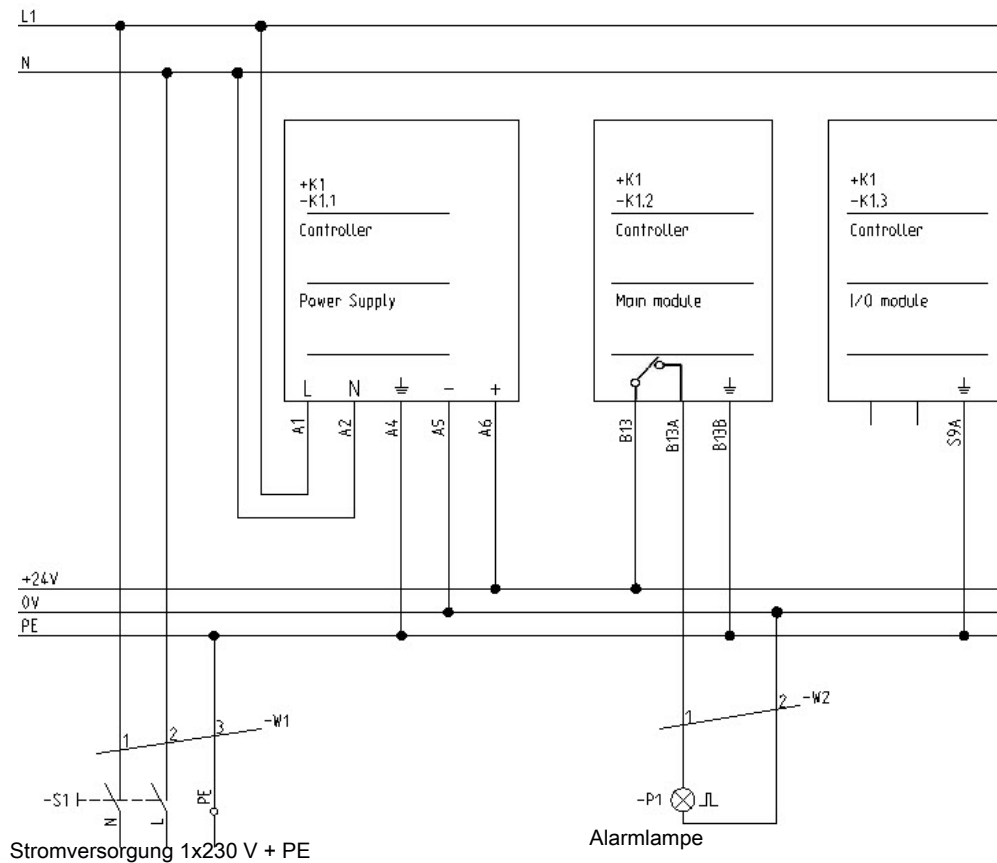 L1
N
+K1
-K1.1
Controller
Power Supply
L N - +
A1 A2 A4 A5 A6
+K1
-K1.2
Controller
Main module
B13 B13A B13B
+K1
-K1.3
Controller
I/O module
S9A
+24V
0V
PE
1 2 3 -W1
1 2 -W2
-S1
N L PE
-P1
Stromversorgung 1x230 V + PE
Alarmlampe